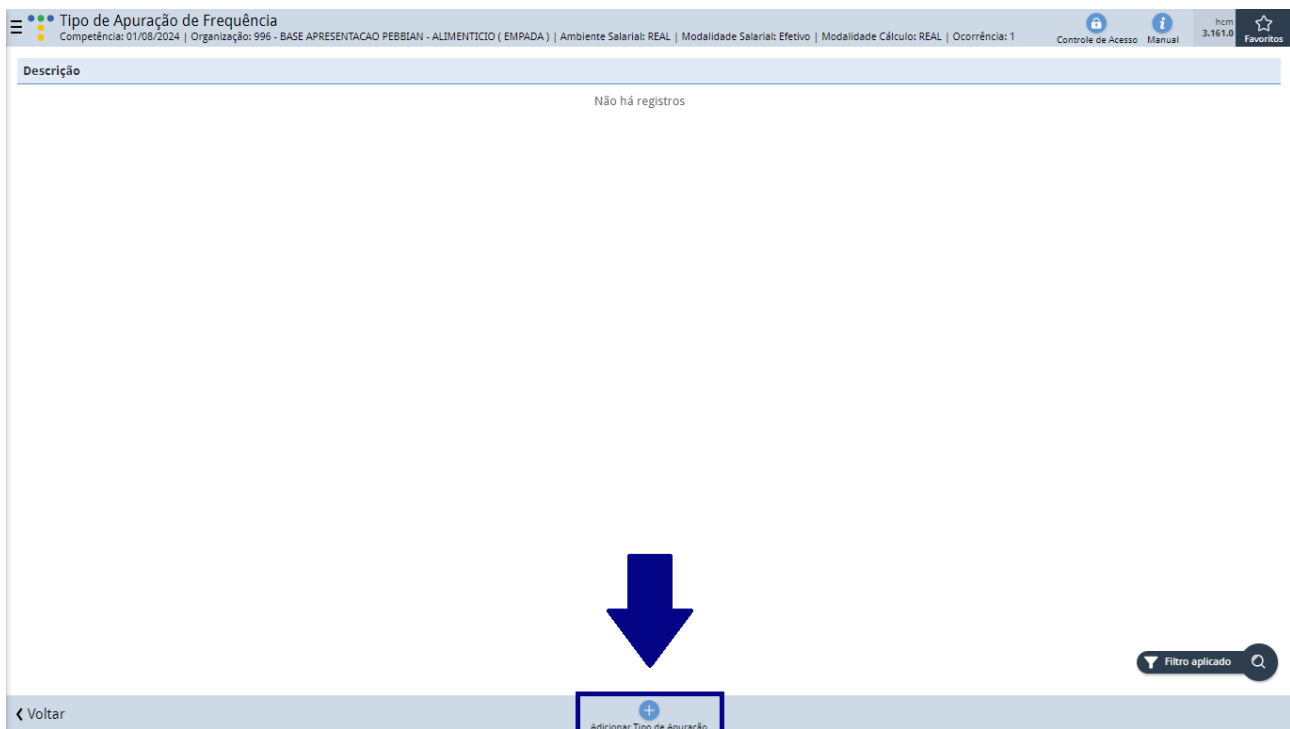 Tipo de Apuração de Frequência
Competência: 01/08/2024 | Organização: 996 - BASE APRESENTACAO PEBBIAN - ALIMENTICIO ( EMPADA ) | Ambiente Salarial: REAL | Modalidade Salarial: Efetivo | Modalidade Cálculo: REAL | Ocorrência: 1
Controle de Acesso
Manual
hcm
3.161.0
Favoritos
Descrição
Não há registros
Filtro aplicado
Voltar
Adicionar Tipo de Apuração